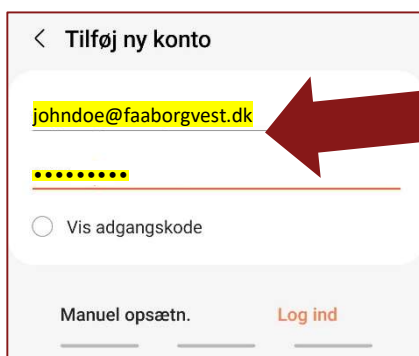 Tilføj ny konto
johndoe@faaborgvest.dk
•••••••••
Vis adgangskode
Manuel opsætn. Log ind